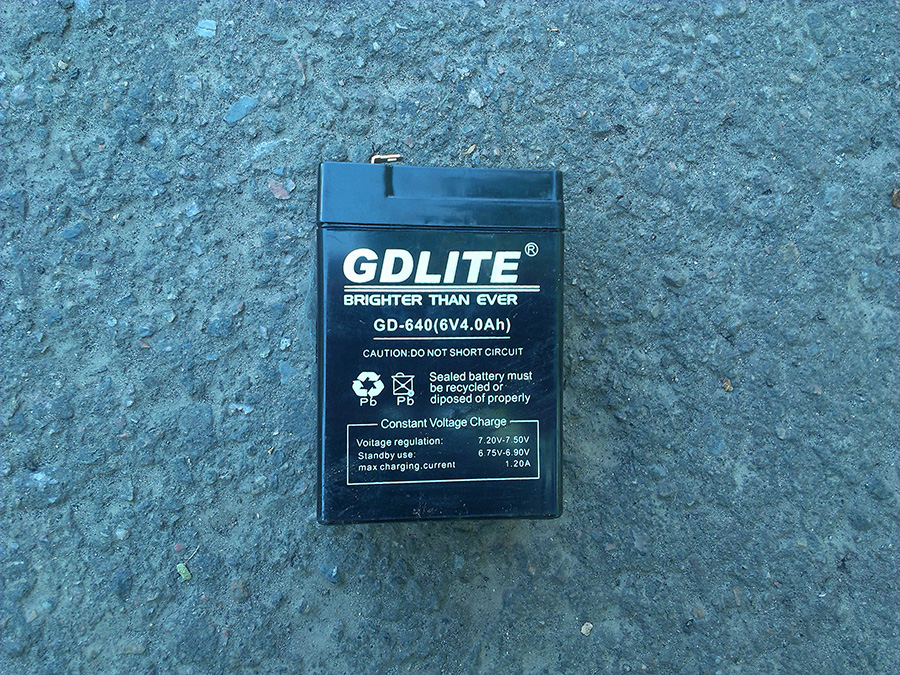 GDLITE®
BRIGHTER THAN EVER
GD-640(6V4.0Ah)
CAUTION:DO NOT SHORT CIRCUIT
Pb Pb
Sealed battery must
be recycled or
diposed of properly
Constant Voltage Charge
Voitage regulation: 7.20V-7.50V
Standby use: 6.75V-6.90V
max charging.current 1.20A